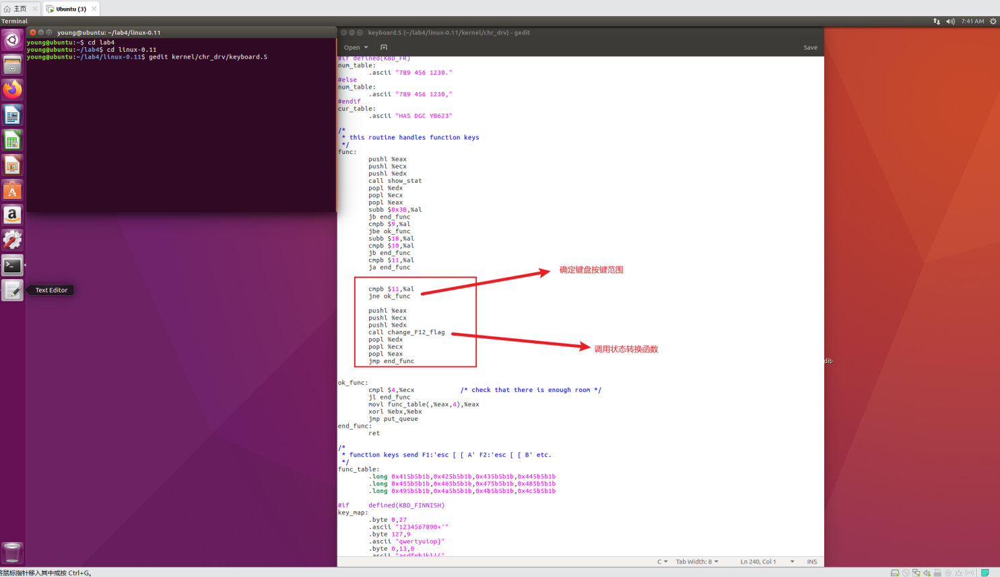 主页
Ubuntu (3)
Terminal
7:41 AM
young@ubuntu: ~/lab4/linux-0.11
young@ubuntu:~$ cd lab4
young@ubuntu:~/lab4$ cd linux-0.11
young@ubuntu:~/lab4/linux-0.11$ gedit kernel/chr_drv/keyboard.S
Text Editor
keyboard.S (~/lab4/linux-0.11/kernel/chr_drv) - gedit
Open
Save
#if defined(KBD_FR)
num_table:
.ascii "789 456 1230."
#else
num_table:
.ascii "789 456 1230,"
#endif
cur_table:
.ascii "HA5 DGC YB623"
/*
* this routine handles function keys
*/
func:
pushl %eax
pushl %ecx
pushl %edx
call show_stat
popl %edx
popl %ecx
popl %eax
subb $0x3B,%al
jb end_func
cmpb $9,%al
jbe ok_func
subb $18,%al
cmpb $10,%al
jb end_func
cmpb $11,%al
ja end_func
cmpb $11,%al
jne ok_func
pushl %eax
pushl %ecx
pushl %edx
call change_F12_flag
popl %edx
popl %ecx
popl %eax
jmp end_func
确定键盘按键范围
调用状态转换函数
ok_func:
cmpl $4,%ecx /* check that there is enough room */
jl end_func
movl func_table(,%eax,4),%eax
xorl %ebx,%ebx
jmp put_queue
end_func:
ret
/*
* function keys send F1:'esc [ [ A' F2:'esc [ [ B' etc.
*/
func_table:
.long 0x415b5b1b,0x425b5b1b,0x435b5b1b,0x445b5b1b
.long 0x455b5b1b,0x465b5b1b,0x475b5b1b,0x485b5b1b
.long 0x495b5b1b,0x4a5b5b1b,0x4b5b5b1b,0x4c5b5b1b
#if defined(KBD_FINNISH)
key_map:
.byte 0,27
.ascii "1234567890+'"
.byte 127,9
.ascii "qwertyuiop}"
.byte 0,13,0
.ascii "asdfghjkl|{"
C
Tab Width: 8
Ln 240, Col 1
INS
dit-
将鼠标指针移入其中或按 Ctrl+G。